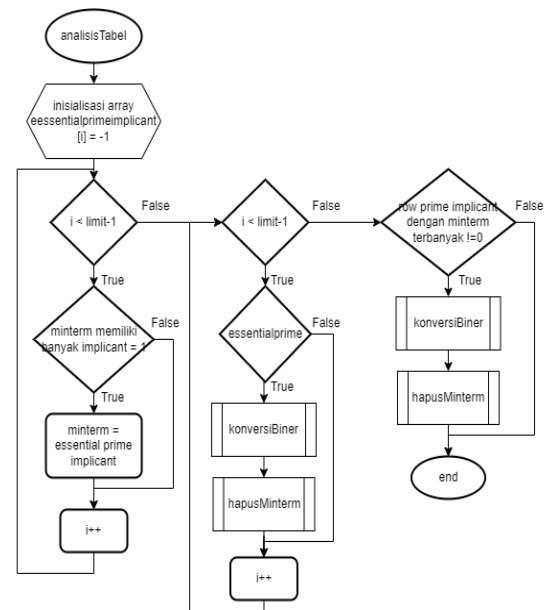 analisisTabel
inisialisasi array
eessentialprimeimplicant
[i] = -1
i < limit-1
False
True
minterm memiliki
banyak implicant = 1
False
True
minterm =
essential prime
implicant
i++
i < limit-1
False
True
essentialprime
False
True
konversiBiner
hapusMinterm
i++
row prime implicant
dengan minterm
terbanyak !=0
False
True
konversiBiner
hapusMinterm
end